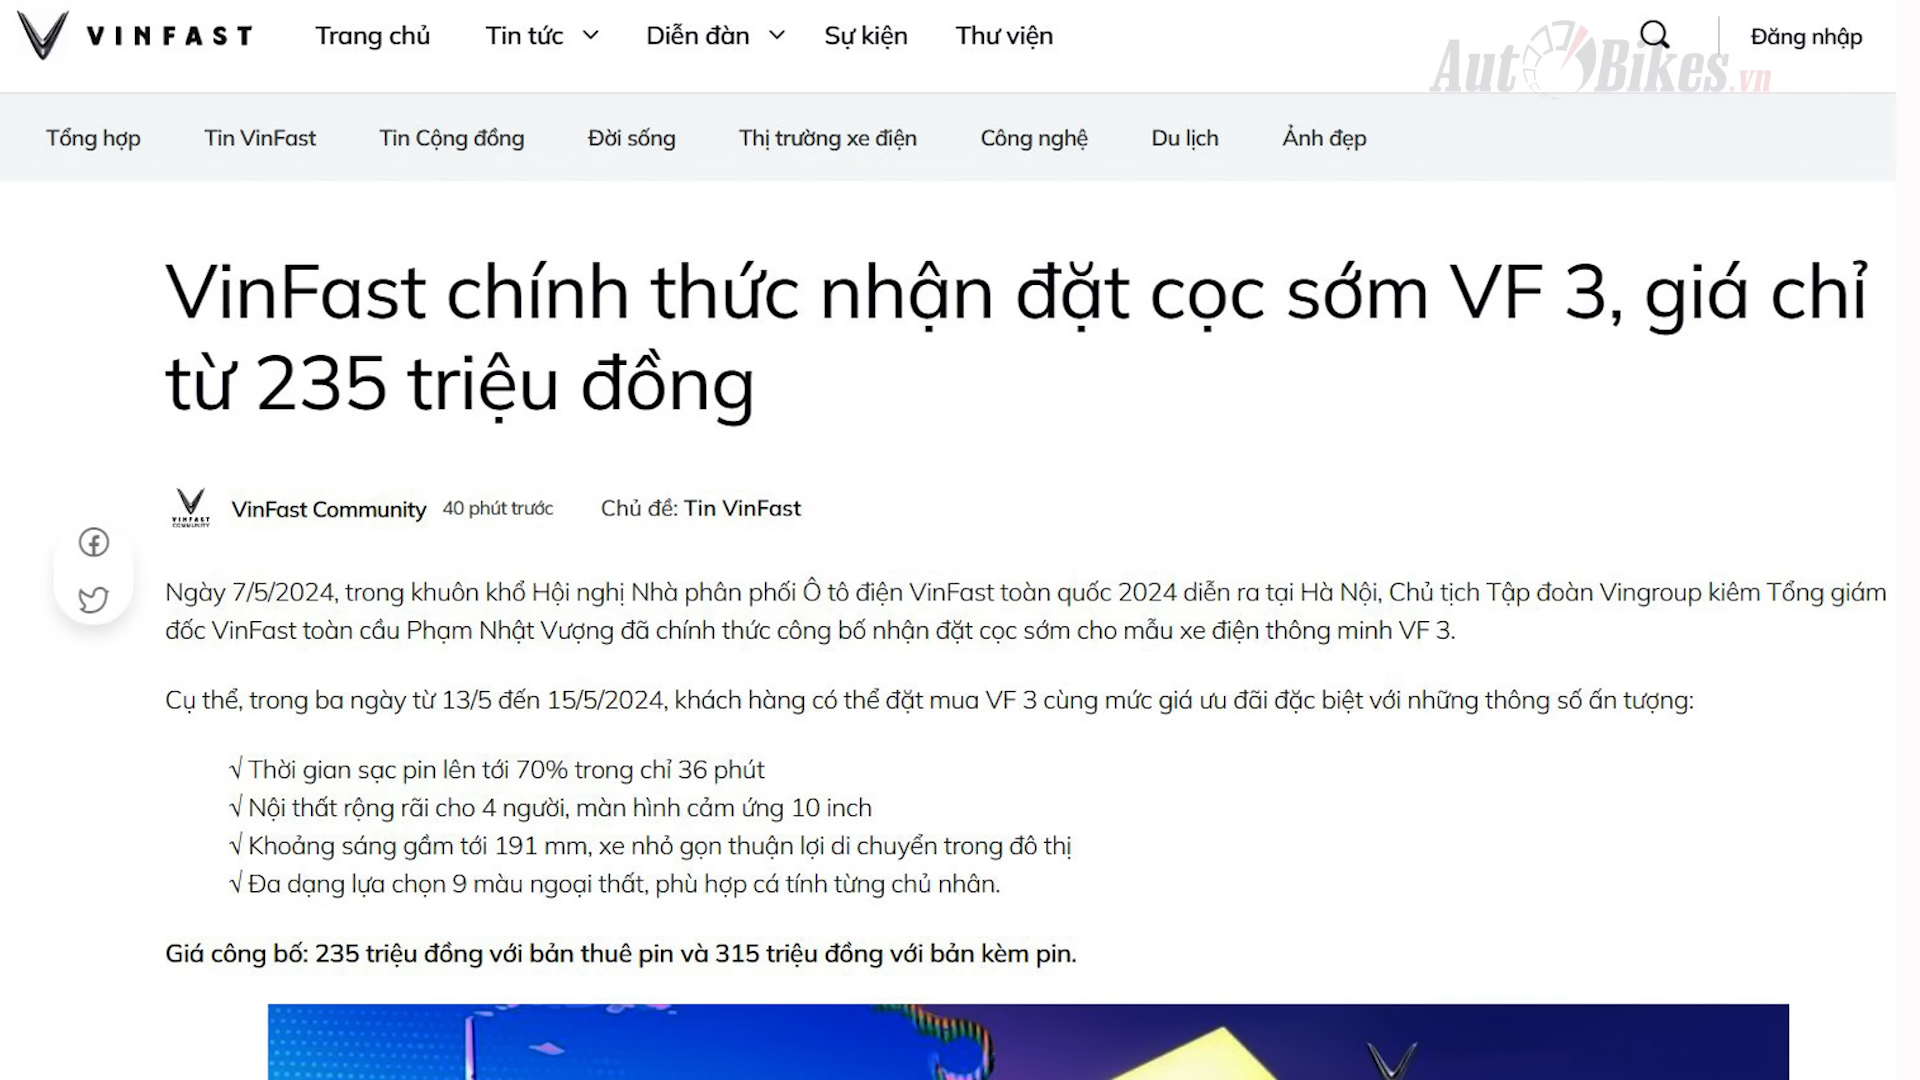 VINFAST
Trang chủ
Tin tức
Diễn đàn
Sự kiện
Thư viện
Đăng nhập
AutoBikes.vn
Tổng hợp
Tin VinFast
Tin Cộng đồng
Đời sống
Thị trường xe điện
Công nghệ
Du lịch
Ảnh đẹp
VinFast chính thức nhận đặt cọc sớm VF 3, giá chỉ
từ 235 triệu đồng
VINFAST
COMMUNITY
VinFast Community
40 phút trước
Chủ đề: Tin VinFast
Ngày 7/5/2024, trong khuôn khổ Hội nghị Nhà phân phối Ô tô điện VinFast toàn quốc 2024 diễn ra tại Hà Nội, Chủ tịch Tập đoàn Vingroup kiêm Tổng giám
đốc VinFast toàn cầu Phạm Nhật Vượng đã chính thức công bố nhận đặt cọc sớm cho mẫu xe điện thông minh VF 3.
Cụ thể, trong ba ngày từ 13/5 đến 15/5/2024, khách hàng có thể đặt mua VF 3 cùng mức giá ưu đãi đặc biệt với những thông số ấn tượng:
√ Thời gian sạc pin lên tới 70% trong chỉ 36 phút
√ Nội thất rộng rãi cho 4 người, màn hình cảm ứng 10 inch
√ Khoảng sáng gầm tới 191 mm, xe nhỏ gọn thuận lợi di chuyển trong đô thị
√ Đa dạng lựa chọn 9 màu ngoại thất, phù hợp cá tính từng chủ nhân.
Giá công bố: 235 triệu đồng với bản thuê pin và 315 triệu đồng với bản kèm pin.